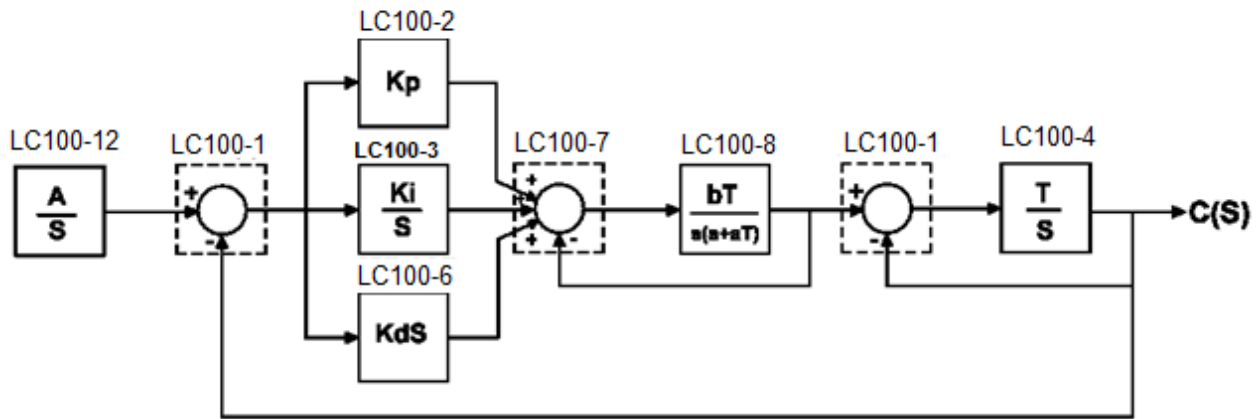 LC100-2
Kp
LC100-12
A
S
LC100-1
+
-
LC100-3
Ki
S
LC100-6
KdS
LC100-7
+
+
+
-
LC100-8
bT
s(s+aT)
LC100-1
+
-
LC100-4
T
S
C(S)